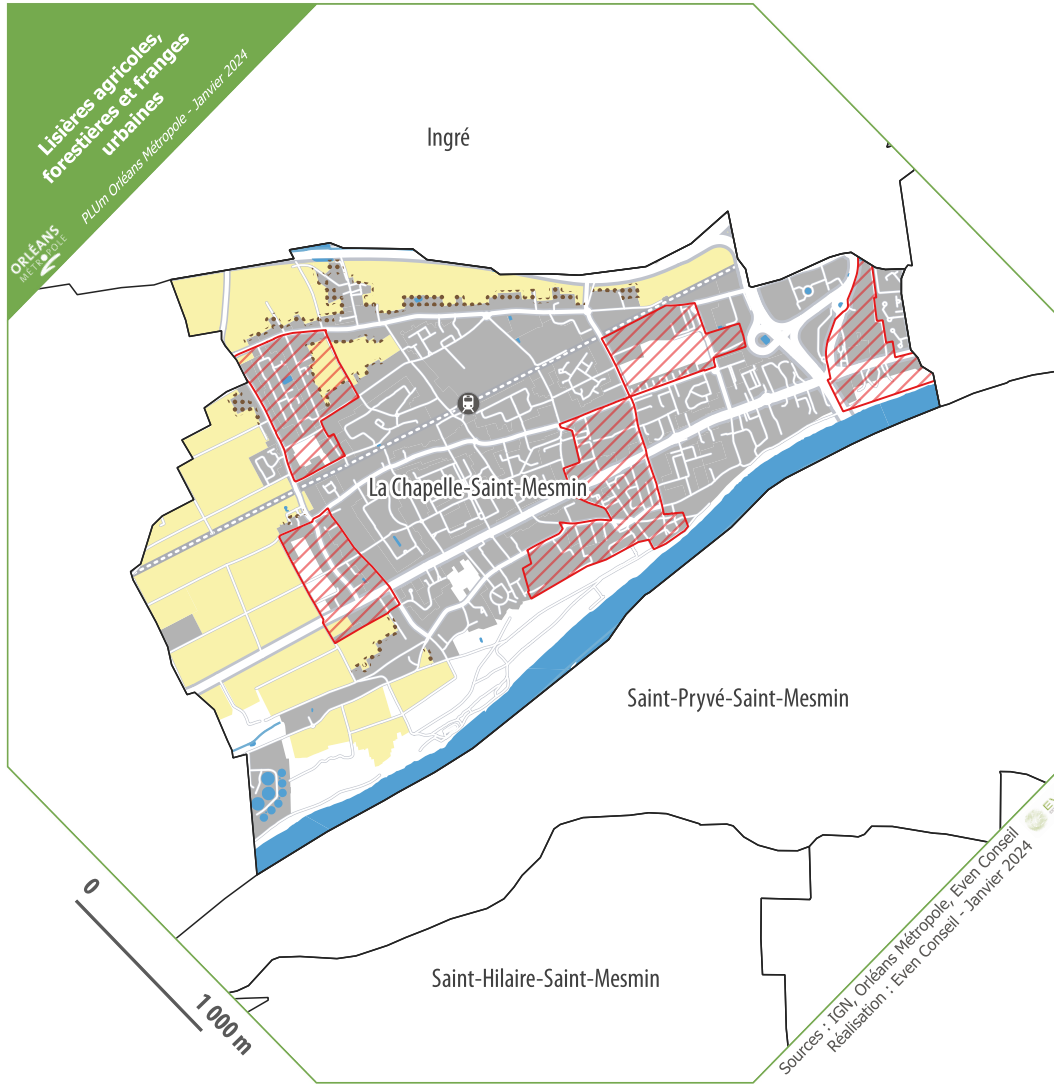 Lisières agricoles,
forestières et franges
urbaines
PLUm Orléans Métropole - Janvier 2024
ORLÉANS
MÉTROPOLE
Ingré
La Chapelle-Saint-Mesmin
Saint-Pryvé-Saint-Mesmin
Saint-Hilaire-Saint-Mesmin
0
1 000 m
Sources : IGN, Orléans Métropole, Even Conseil
Réalisation : Even Conseil - Janvier 2024